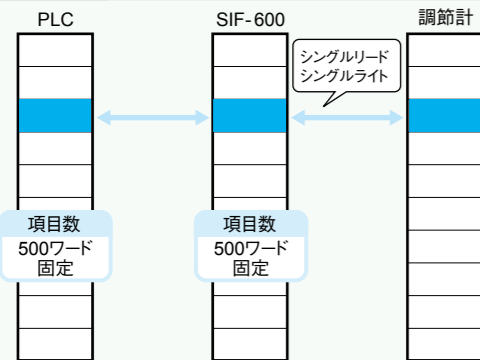 PLC
SIF-600
調節計
シングルリード
シングルライト
項目数
500ワード
固定
項目数
500ワード
固定